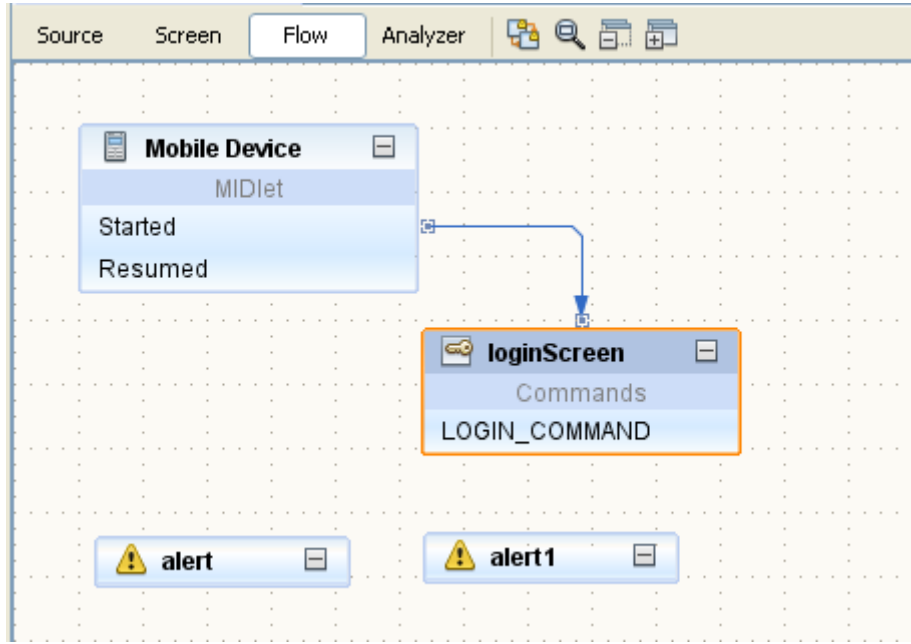 Source Screen Flow Analyzer
Mobile Device
MIDlet
Started
Resumed
loginScreen
Commands
LOGIN_COMMAND
alert
alert1